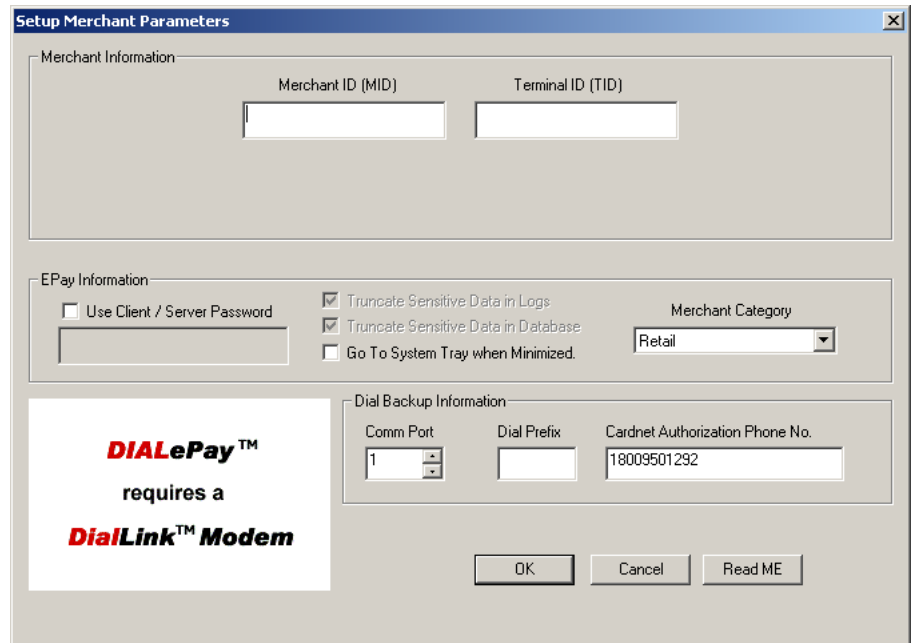 Setup Merchant Parameters
Merchant Information
Merchant ID (MID) Terminal ID (TID)
EPay Information
Use Client / Server Password
Truncate Sensitive Data in Logs
Truncate Sensitive Data in Database
Go To System Tray when Minimized.
Merchant Category
Retail
DIALePay™
requires a
DialLink™ Modem
Dial Backup Information
Comm Port Dial Prefix Cardnet Authorization Phone No.
1 18009501292
OK Cancel Read ME